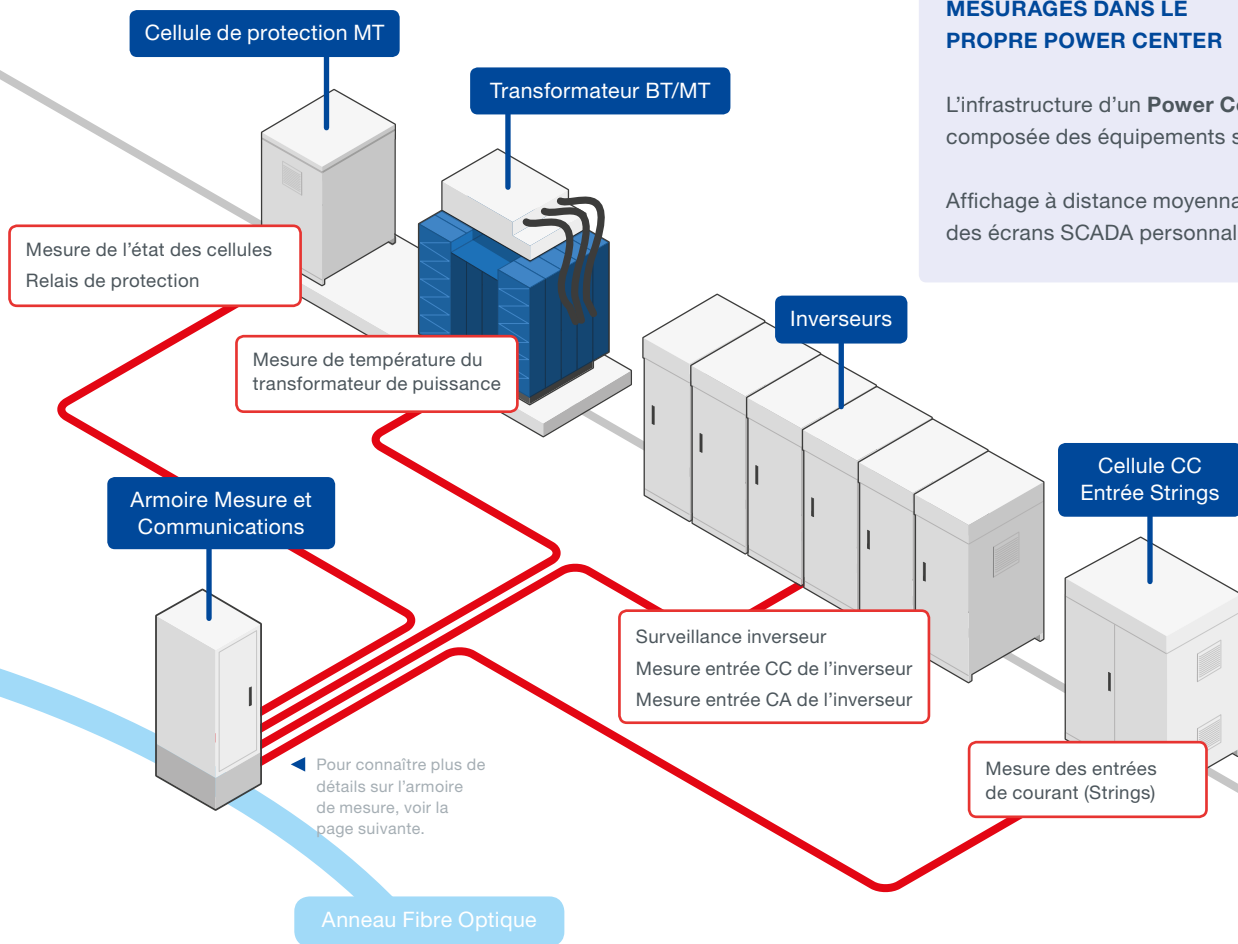 MESURAGES DANS LE
PROPRE POWER CENTER
L'infrastructure d'un Power
composée des équipements
Affichage à distance
des écrans SCADA
Cellule de protection MT
Transformateur BT/MT
Mesure de l'état des cellules
Relais de protection
Mesure de température du
transformateur de puissance
Inverseurs
Cellule CC
Entrée Strings
Armoire Mesure et
Communications
Surveillance inverseur
Mesure entrée CC de l'inverseur
Mesure entrée CA de l'inverseur
Mesure des entrées
de courant (Strings)
◀ Pour connaître plus de
détails sur l'armoire
de mesure, voir la
page suivante.
Anneau Fibre Optique